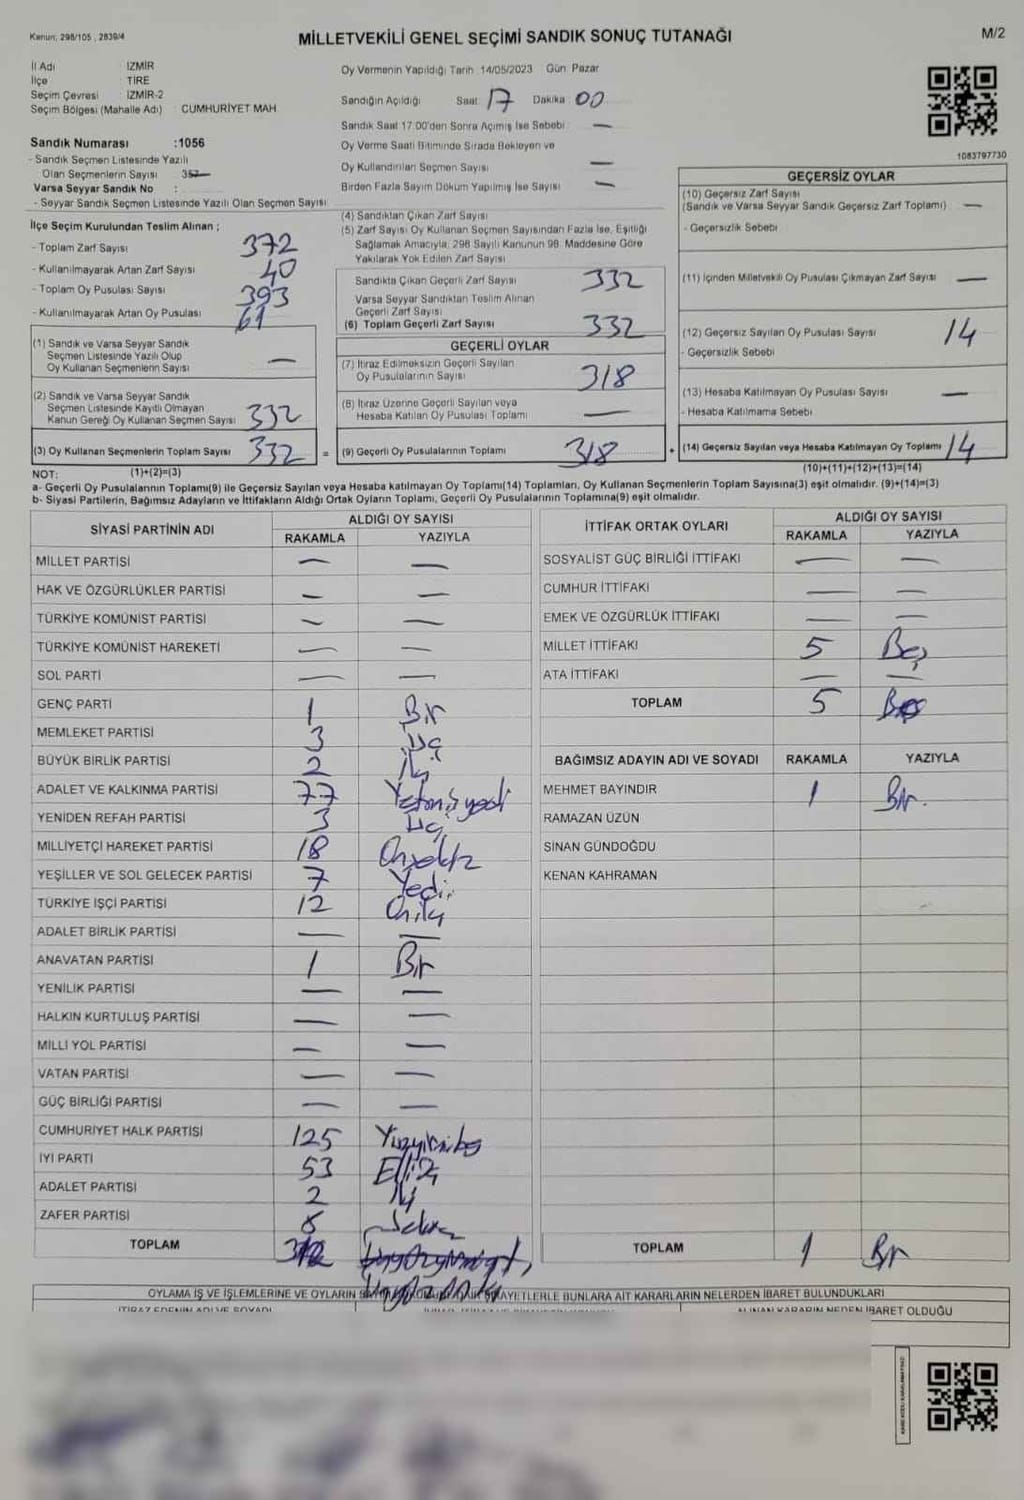 Kanun: 298/105 , 2839/4
MİLLETVEKİLİ GENEL SEÇİMİ SANDIK SONUÇ TUTANAĞI
M/2
İl Adı İZMİR
İlçe TİRE
Seçim Çevresi İZMİR-2
Seçim Bölgesi (Mahalle Adı) CUMHURİYET MAH.
Oy Vermenin Yapıldığı Tarih: 14/05/2023 Gün: Pazar
Sandığın Açıldığı Saat 17 Dakika 00
Sandık Saat 17:00'den Sonra Açılmış İse Sebebi : —
Oy Verme Saati Bitiminde Sırada Bekleyen ve
Oy Kullandırılan Seçmen Sayısı —
Birden Fazla Sayım Döküm Yapılmış İse Sayısı —
1083797730
Sandık Numarası :1056
- Sandık Seçmen Listesinde Yazılı
Olan Seçmenlerin Sayısı
Varsa Seyyar Sandık No :
- Seyyar Sandık Seçmen Listesinde Yazılı Olan Seçmen Sayısı
İlçe Seçim Kurulundan Teslim Alınan ;
- Toplam Zarf Sayısı 372
- Kullanılmayarak Artan Zarf Sayısı 40
- Toplam Oy Pusulası Sayısı 393
- Kullanılmayarak Artan Oy Pusulası 61
(1) Sandık ve Varsa Seyyar Sandık
Seçmen Listesinde Yazılı Olup
Oy Kullanan Seçmenlerin Sayısı —
(2) Sandık ve Varsa Seyyar Sandık
Seçmen Listesinde Kayıtlı Olmayan
Kanun Gereği Oy Kullanan Seçmen Sayısı 332
(3) Oy Kullanan Seçmenlerin Toplam Sayısı 332 =
(1)+(2)=(3)
(4) Sandıktan Çıkan Zarf Sayısı
(5) Zarf Sayısı Oy Kullanan Seçmen Sayısından Fazla İse, Eşitliği
Sağlamak Amacıyla, 298 Sayılı Kanunun 98. Maddesine Göre
Yakılarak Yok Edilen Zarf Sayısı
Sandıkta Çıkan Geçerli Zarf Sayısı 332
Varsa Seyyar Sandıktan Teslim Alınan
Geçerli Zarf Sayısı
(6) Toplam Geçerli Zarf Sayısı 332
GEÇERLİ OYLAR
(7) İtiraz Edilmeksizin Geçerli Sayılan
Oy Pusulalarının Sayısı 318
(8) İtiraz Üzerine Geçerli Sayılan veya
Hesaba Katılan Oy Pusulası Toplamı —
(9) Geçerli Oy Pusulalarının Toplamı 318 +
GEÇERSİZ OYLAR
(10) Geçersiz Zarf Sayısı
(Sandık ve Varsa Seyyar Sandık Geçersiz Zarf Toplamı) —
- Geçersizlik Sebebi
(11) İçinden Milletvekili Oy Pusulası Çıkmayan Zarf Sayısı —
(12) Geçersiz Sayılan Oy Pusulası Sayısı 14
- Geçersizlik Sebebi
(13) Hesaba Katılmayan Oy Pusulası Sayısı —
- Hesaba Katılmama Sebebi
(14) Geçersiz Sayılan veya Hesaba Katılmayan Oy Toplamı 14
(10)+(11)+(12)+(13)=(14)
NOT:
a- Geçerli Oy Pusulalarının Toplamı(9) ile Geçersiz Sayılan veya Hesaba katılmayan Oy Toplamı(14) Toplamları, Oy Kullanan Seçmenlerin Toplam Sayısına(3) eşit olmalıdır. (9)+(14)=(3)
b- Siyasi Partilerin, Bağımsız Adayların ve İttifakların Aldığı Ortak Oyların Toplamı, Geçerli Oy Pusulalarının Toplamına(9) eşit olmalıdır.
SİYASİ PARTİNİN ADI ALDIĞI OY SAYISI
RAKAMLA YAZIYLA
MİLLET PARTİSİ — —
HAK VE ÖZGÜRLÜKLER PARTİSİ — —
TÜRKİYE KOMÜNİST PARTİSİ — —
TÜRKİYE KOMÜNİST HAREKETİ — —
SOL PARTİ — —
GENÇ PARTİ 1 Bir
MEMLEKET PARTİSİ 3 Üç
BÜYÜK BİRLİK PARTİSİ 2 İki
ADALET VE KALKINMA PARTİSİ 77 Yetmişyedi
YENİDEN REFAH PARTİSİ 3 Üç
MİLLİYETÇİ HAREKET PARTİSİ 18 Onsekiz
YEŞİLLER VE SOL GELECEK PARTİSİ 7 Yedi
TÜRKİYE İŞÇİ PARTİSİ 12 Oniki
ADALET BİRLİK PARTİSİ — —
ANAVATAN PARTİSİ 1 Bir
YENİLİK PARTİSİ — —
HALKIN KURTULUŞ PARTİSİ — —
MİLLİ YOL PARTİSİ — —
VATAN PARTİSİ — —
GÜÇ BİRLİĞİ PARTİSİ — —
CUMHURİYET HALK PARTİSİ 125 Yüzyirmibeş
İYİ PARTİ 53 Elliüç
ADALET PARTİSİ 2 İki
ZAFER PARTİSİ 8 Sekiz
TOPLAM 312
İTTİFAK ORTAK OYLARI ALDIĞI OY SAYISI
RAKAMLA YAZIYLA
SOSYALİST GÜÇ BİRLİĞİ İTTİFAKI — —
CUMHUR İTTİFAKI — —
EMEK VE ÖZGÜRLÜK İTTİFAKI — —
MİLLET İTTİFAKI 5 Beş
ATA İTTİFAKI — —
TOPLAM 5 Beş
BAĞIMSIZ ADAYIN ADI VE SOYADI RAKAMLA YAZIYLA
MEHMET BAYINDIR 1 Bir.
RAMAZAN ÜZÜN
SİNAN GÜNDOĞDU
KENAN KAHRAMAN
TOPLAM 1 Bir
OYLAMA İŞ VE İŞLEMLERİNE VE OYLARIN ŞİKAYETLERLE BUNLARA AİT KARARLARIN NELERDEN İBARET BULUNDUKLARI